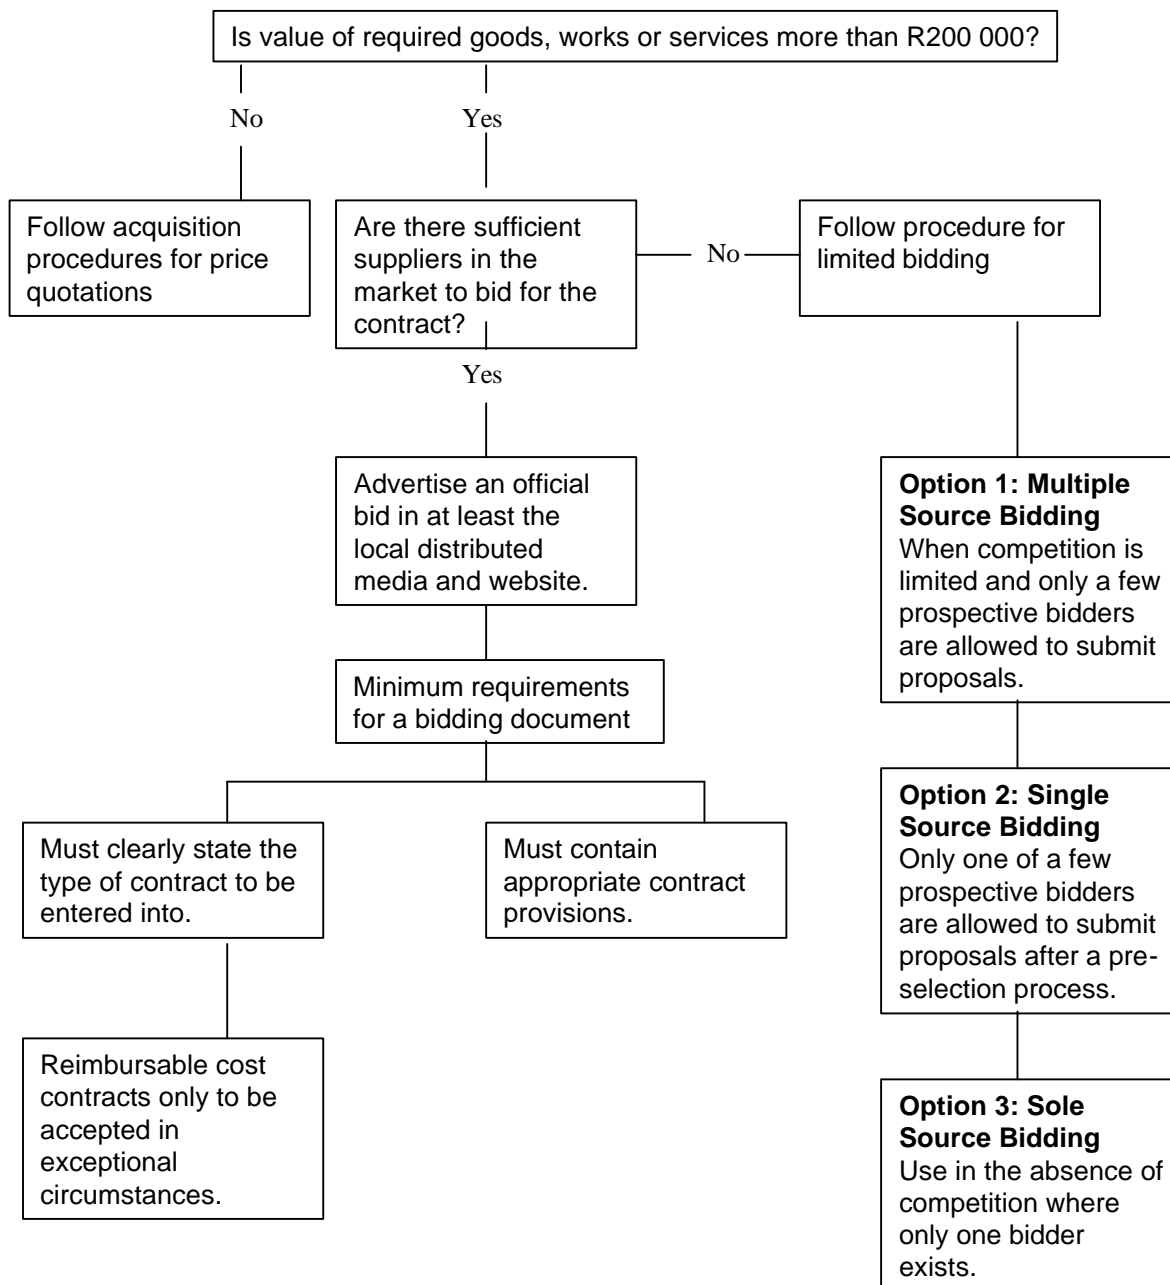 Is value of required goods, works or services more than R200 000?
No
Yes
Follow acquisition
procedures for price
quotations
Are there sufficient
suppliers in the
market to bid for the
contract?
No
Follow procedure for
limited bidding
Yes
Advertise an official
bid in at least the
local distributed
media and website.
Minimum requirements
for a bidding document
Must clearly state the
type of contract to be
entered into.
Must contain
appropriate contract
provisions.
Reimbursable cost
contracts only to be
accepted in
exceptional
circumstances.
Option 1: Multiple
Source Bidding
When competition is
limited and only a few
prospective bidders
are allowed to submit
proposals.
Option 2: Single
Source Bidding
Only one of a few
prospective bidders
are allowed to submit
proposals after a pre-
selection process.
Option 3: Sole
Source Bidding
Use in the absence of
competition where
only one bidder
exists.